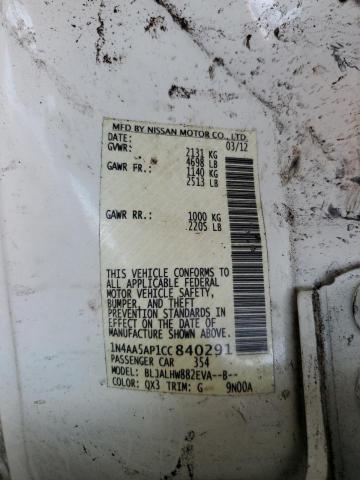 MFD BY NISSAN MOTOR CO., LTD.
DATE: 03/12
GVWR: 2131 KG
4698 LB
GAWR FR: 1140 KG
2513 LB
GAWR RR: 1000 KG
2205 LB
THIS VEHICLE CONFORMS TO
ALL APPLICABLE FEDERAL
MOTOR VEHICLE SAFETY,
BUMPER, AND THEFT
PREVENTION STANDARDS IN
EFFECT ON THE DATE OF
MANUFACTURE SHOWN ABOVE
1N4AA5AP1CC 840291
PASSENGER CAR 354
MODEL: BLJALHWB82EVA--B--
COLOR: QX3 TRIM: G 9N00A